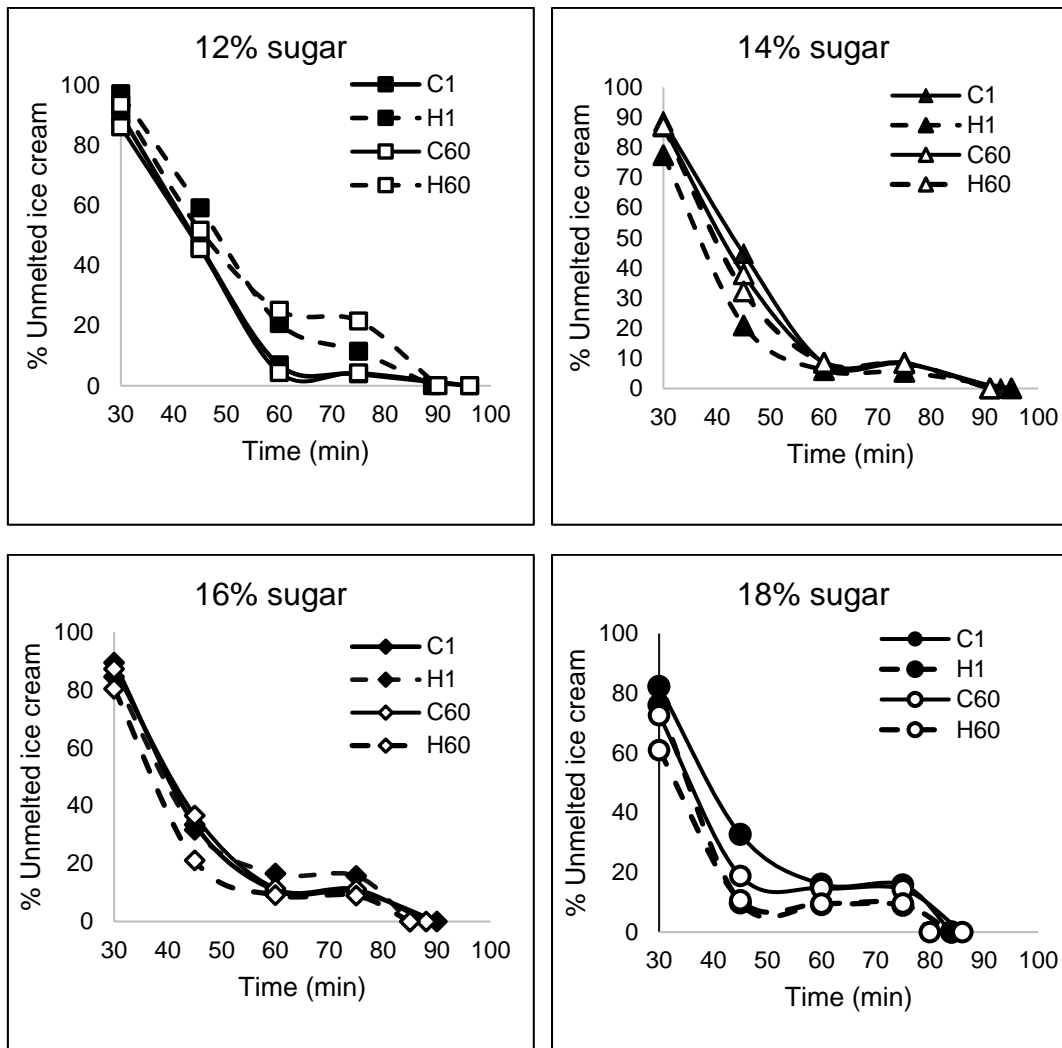 12% sugar
% Unmelted ice cream
100
80
60
40
20
0
C1
H1
C60
H60
30 40 50 60 70 80 90 100
Time (min)
14% sugar
% Unmelted ice cream
100
90
80
70
60
50
40
30
20
10
0
C1
H1
C60
H60
30 40 50 60 70 80 90 100
Time (min)
16% sugar
% Unmelted ice cream
100
80
60
40
20
0
C1
H1
C60
H60
30 40 50 60 70 80 90 100
Time (min)
18% sugar
% Unmelted ice cream
100
80
60
40
20
0
C1
H1
C60
H60
30 40 50 60 70 80 90 100
Time (min)